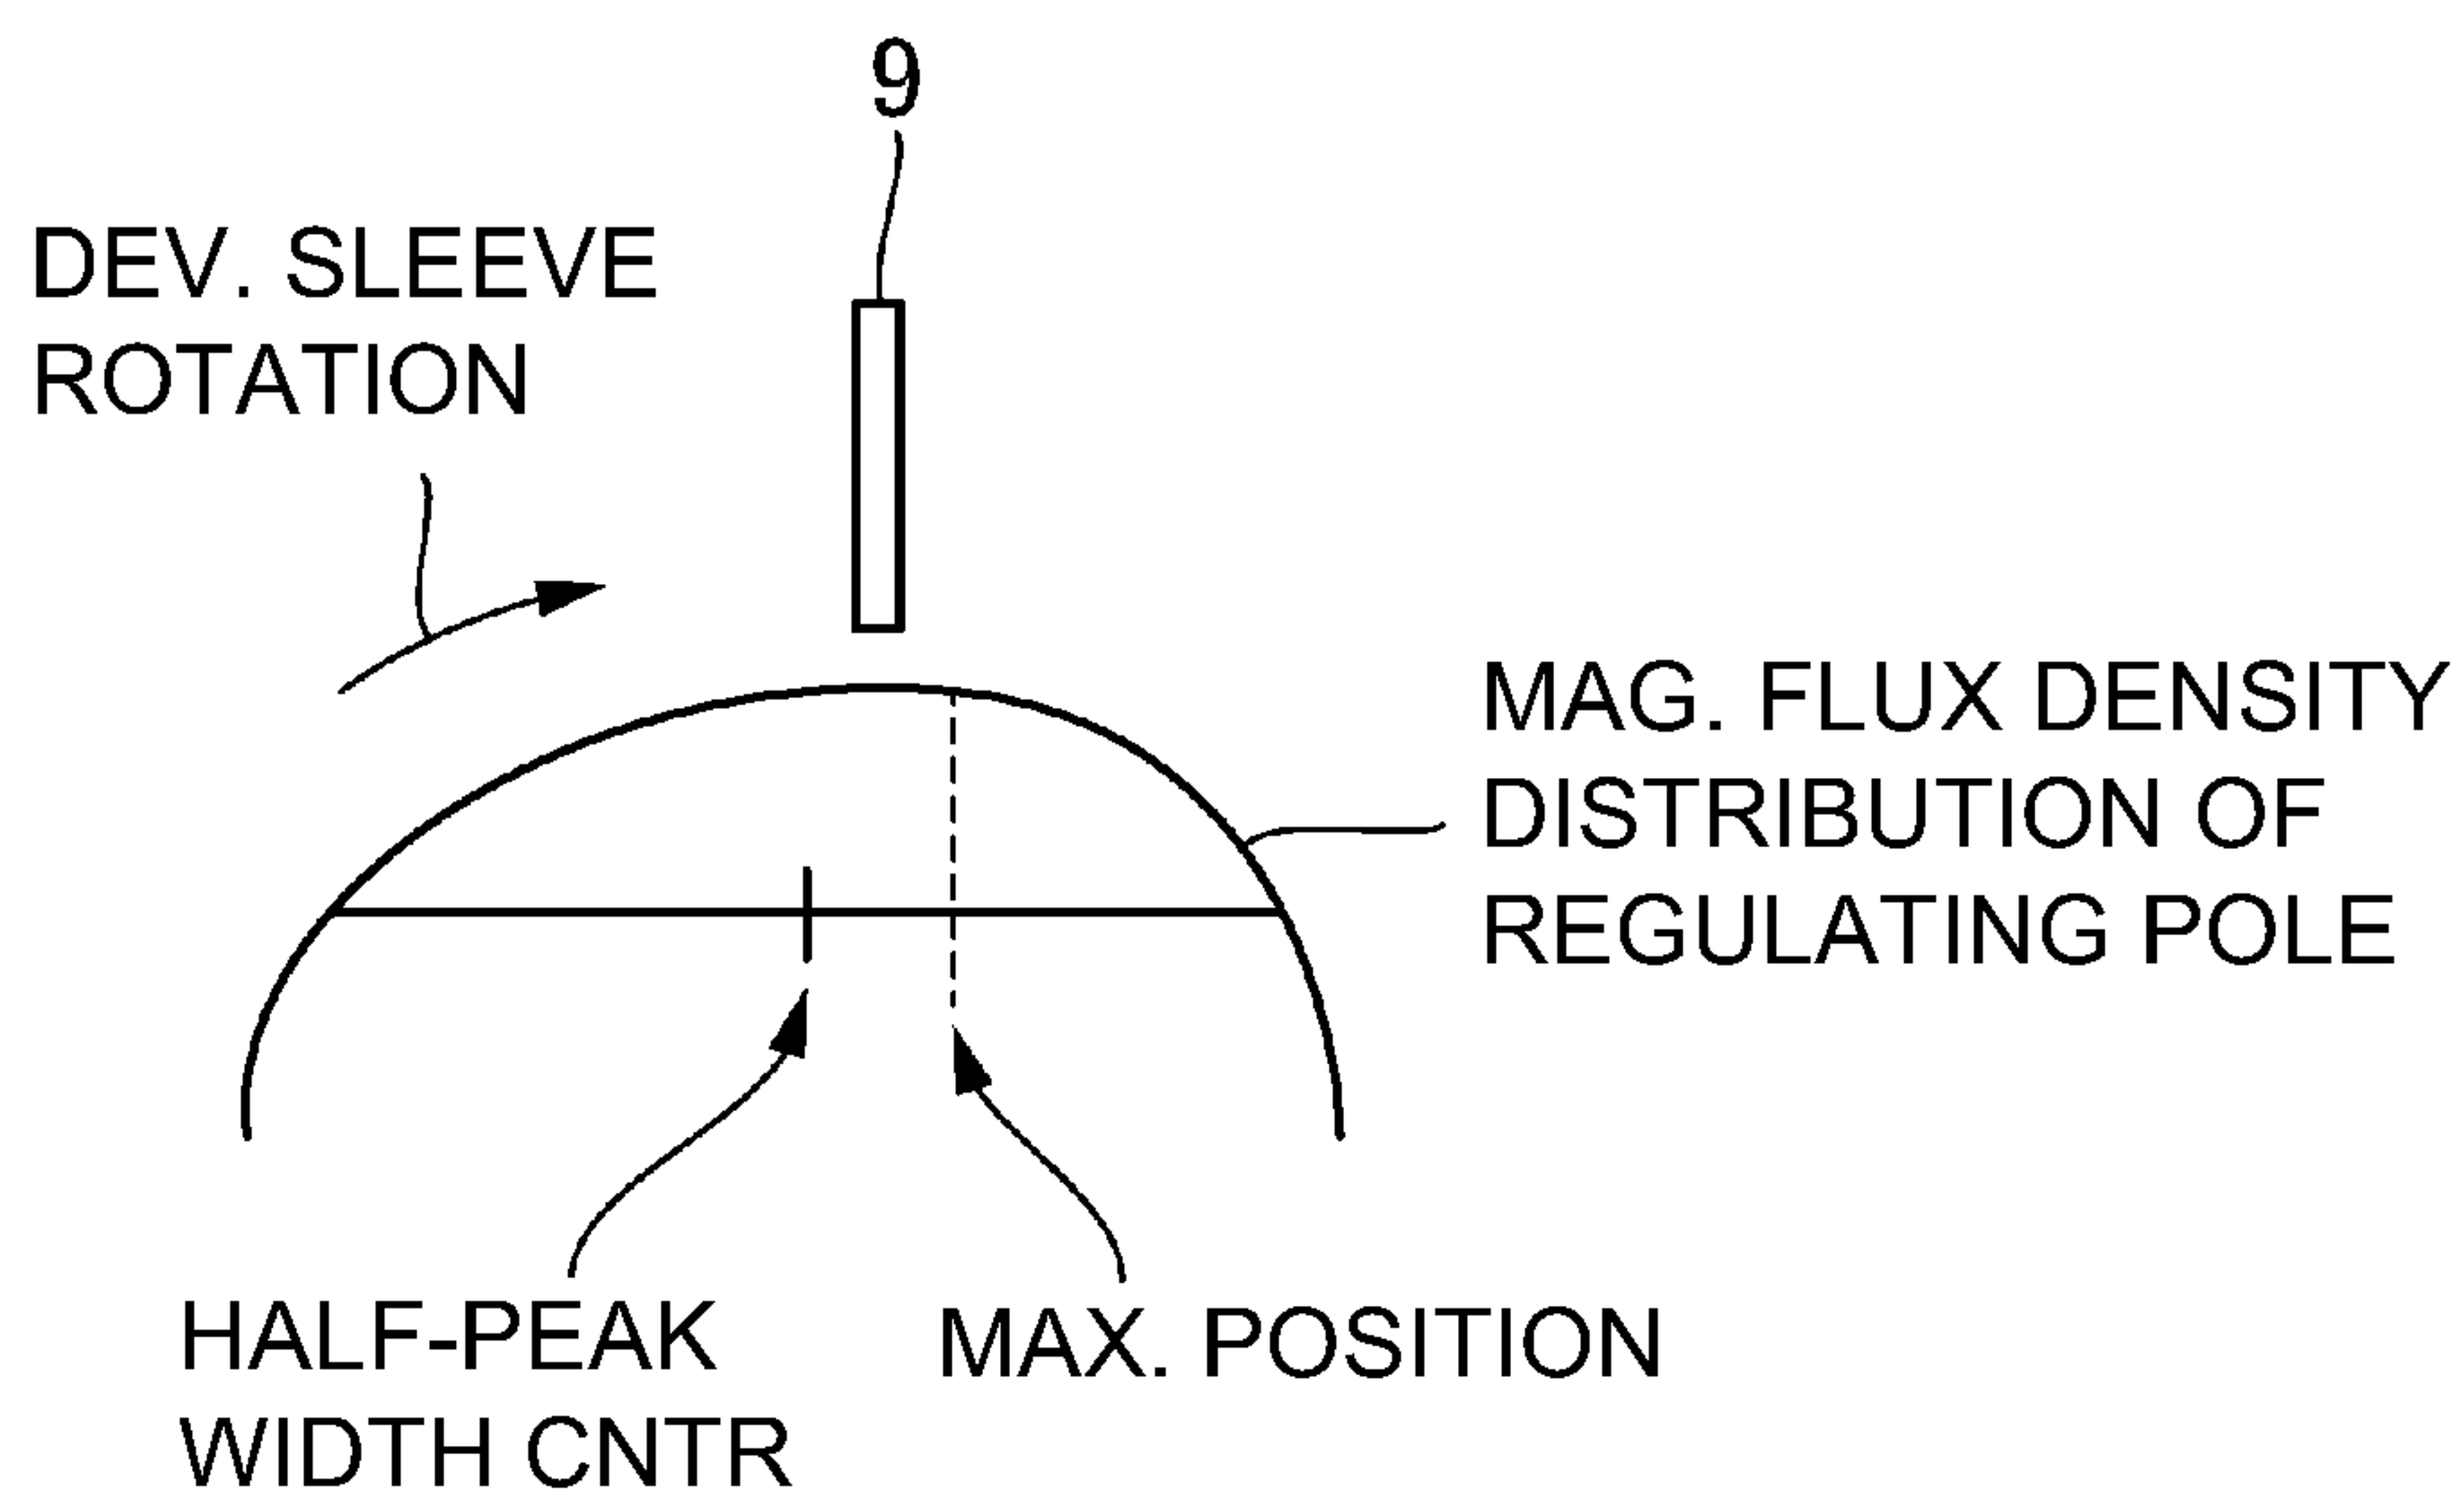 9
DEV. SLEEVE
ROTATION
MAG. FLUX DENSITY
DISTRIBUTION OF
REGULATING POLE
HALF-PEAK
WIDTH CNTR
MAX. POSITION